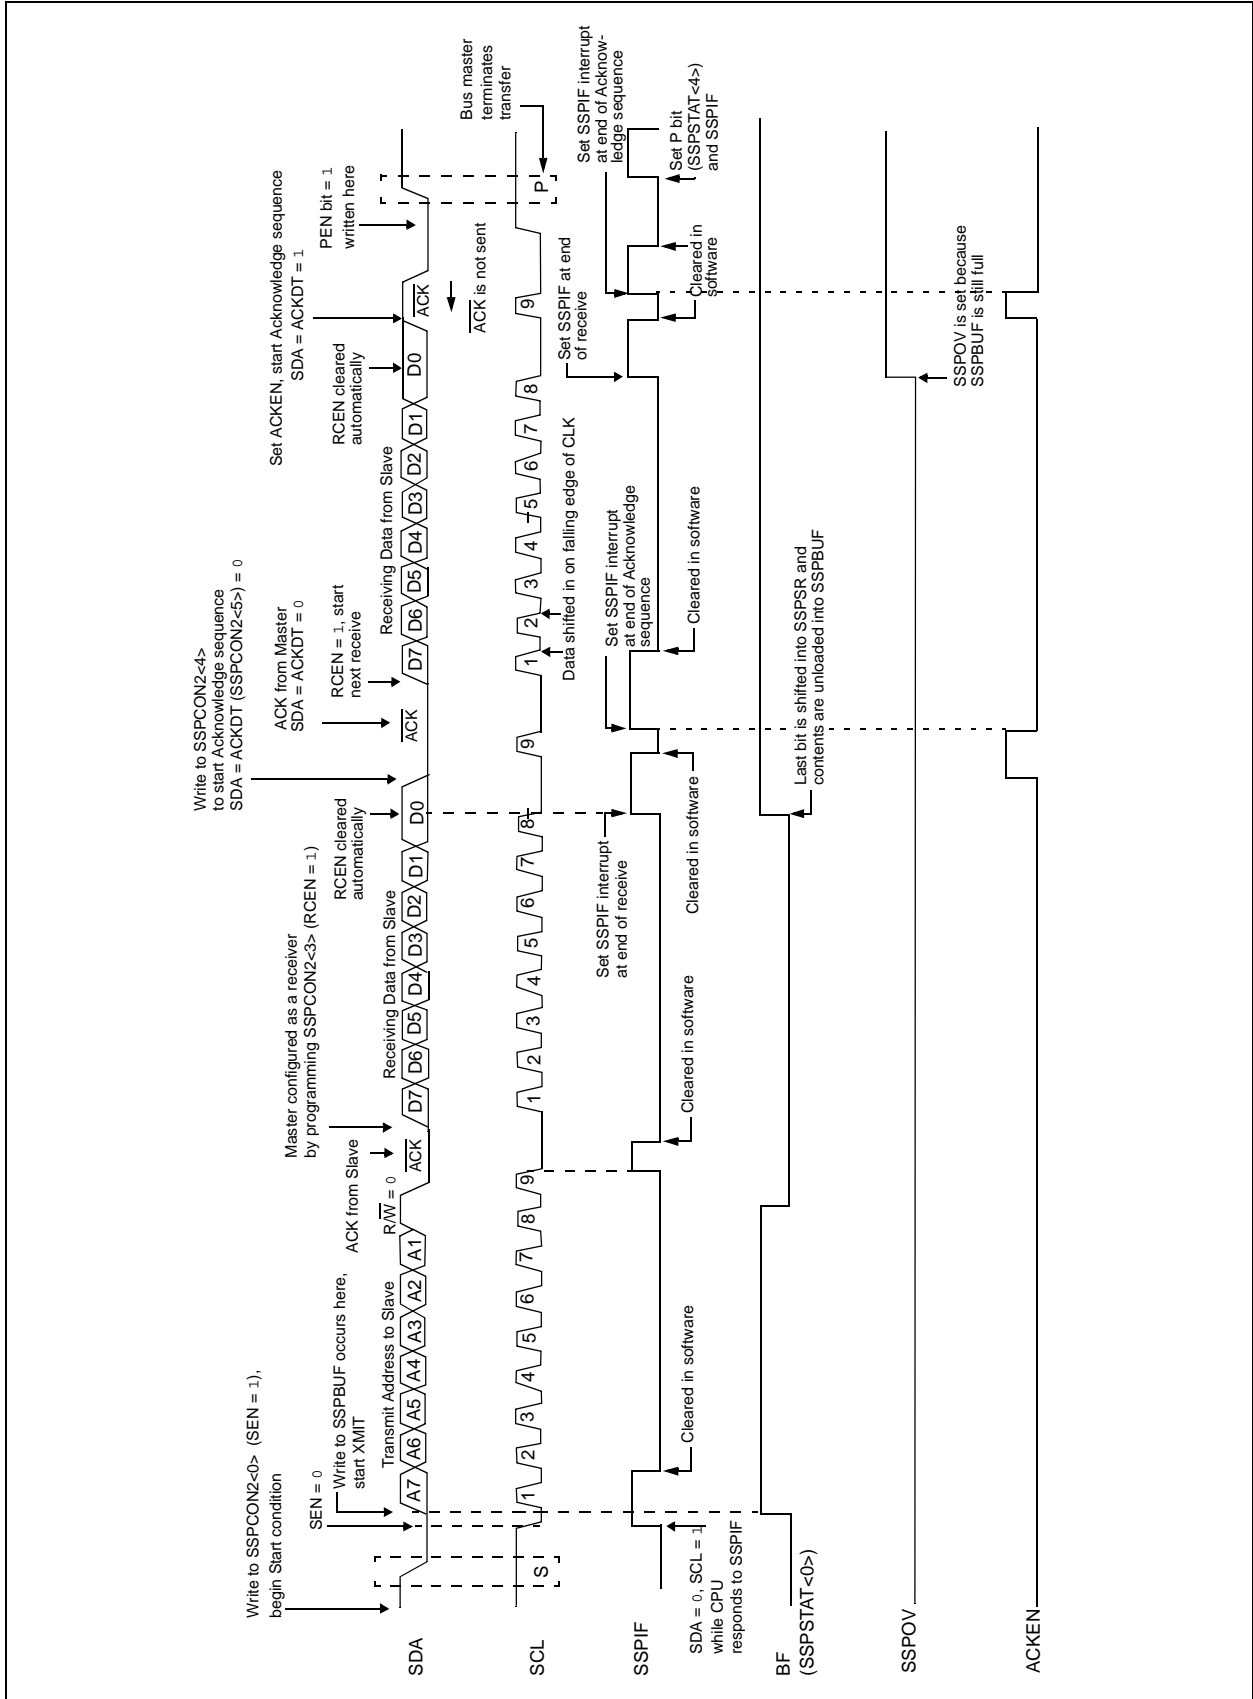 Write to SSPCON2<0> (SEN = 1),
begin Start condition
SEN = 0
Write to SSPBUF occurs here,
start XMIT
ACK from Slave
Master configured as a receiver
by programming SSPCON2<3> (RCEN = 1)
RCEN cleared
automatically
Write to SSPCON2<4>
to start Acknowledge sequence
SDA = ACKDT (SSPCON2<5>) = 0
ACK from Master
SDA = ACKDT = 0
RCEN = 1, start
next receive
RCEN cleared
automatically
Set ACKEN, start Acknowledge sequence
SDA = ACKDT = 1
PEN bit = 1
written here
Transmit Address to Slave
R/W = 0
Receiving Data from Slave
Receiving Data from Slave
SDA
A7 A6 A5 A4 A3 A2 A1 ACK D7 D6 D5 D4 D3 D2 D1 D0 ACK D7 D6 D5 D4 D3 D2 D1 D0 ACK
ACK is not sent
Bus master
terminates
transfer
SCL
S 1 2 3 4 5 6 7 8 9 1 2 3 4 5 6 7 8 9 1 2 3 4 5 6 7 8 9 P
Data shifted in on falling edge of CLK
Set SSPIF at end
of receive
Set SSPIF interrupt
at end of Acknow-
ledge sequence
Set SSPIF interrupt
at end of receive
Set SSPIF interrupt
at end of Acknowledge
sequence
SSPIF
SDA = 0, SCL = 1
while CPU
responds to SSPIF
Cleared in software
Cleared in software
Cleared in software
Cleared in software
Cleared in
software
Set P bit
(SSPSTAT<4>)
and SSPIF
BF
(SSPSTAT<0>)
Last bit is shifted into SSPSR and
contents are unloaded into SSPBUF
SSPOV
SSPOV is set because
SSPBUF is still full
ACKEN